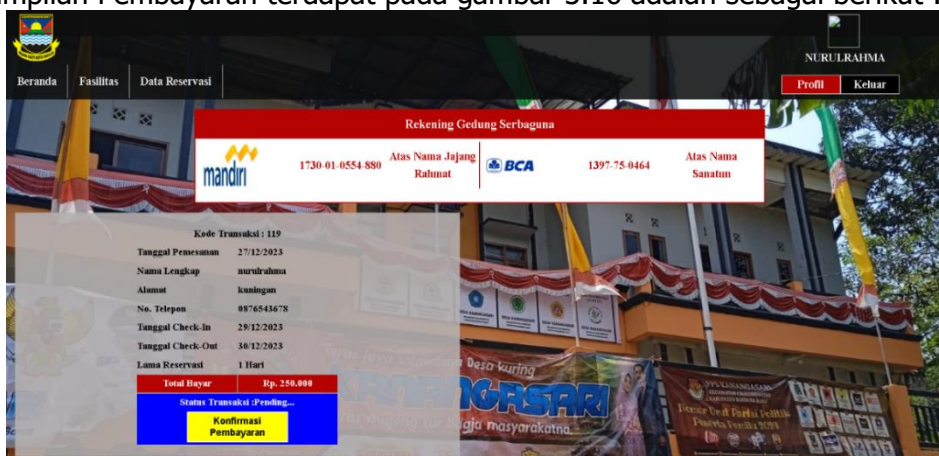 mpilan Pembayaran terdapat pada gambar 3.16 adalah sebagai berikut :
NURULRAHMA
Beranda Fasilitas Data Reservasi
Profil Keluar
Rekening Gedung Serbaguna
mandiri 1730-01-0554-880 Atas Nama Jajang Rahmat BCA 1397-75-0464 Atas Nama Sanatun
Kode Transaksi : 119
Tanggal Pemesanan 27/12/2023
Nama Lengkap nurulrahma
Alamat kuningan
No. Telepon 0876543678
Tanggal Check-In 29/12/2023
Tanggal Check-Out 30/12/2023
Lama Reservasi 1 Hari
Total Bayar Rp. 250.000
Status Transaksi :Pending...
Konfirmasi
Pembayaran
Desa kuring
masyarakatna